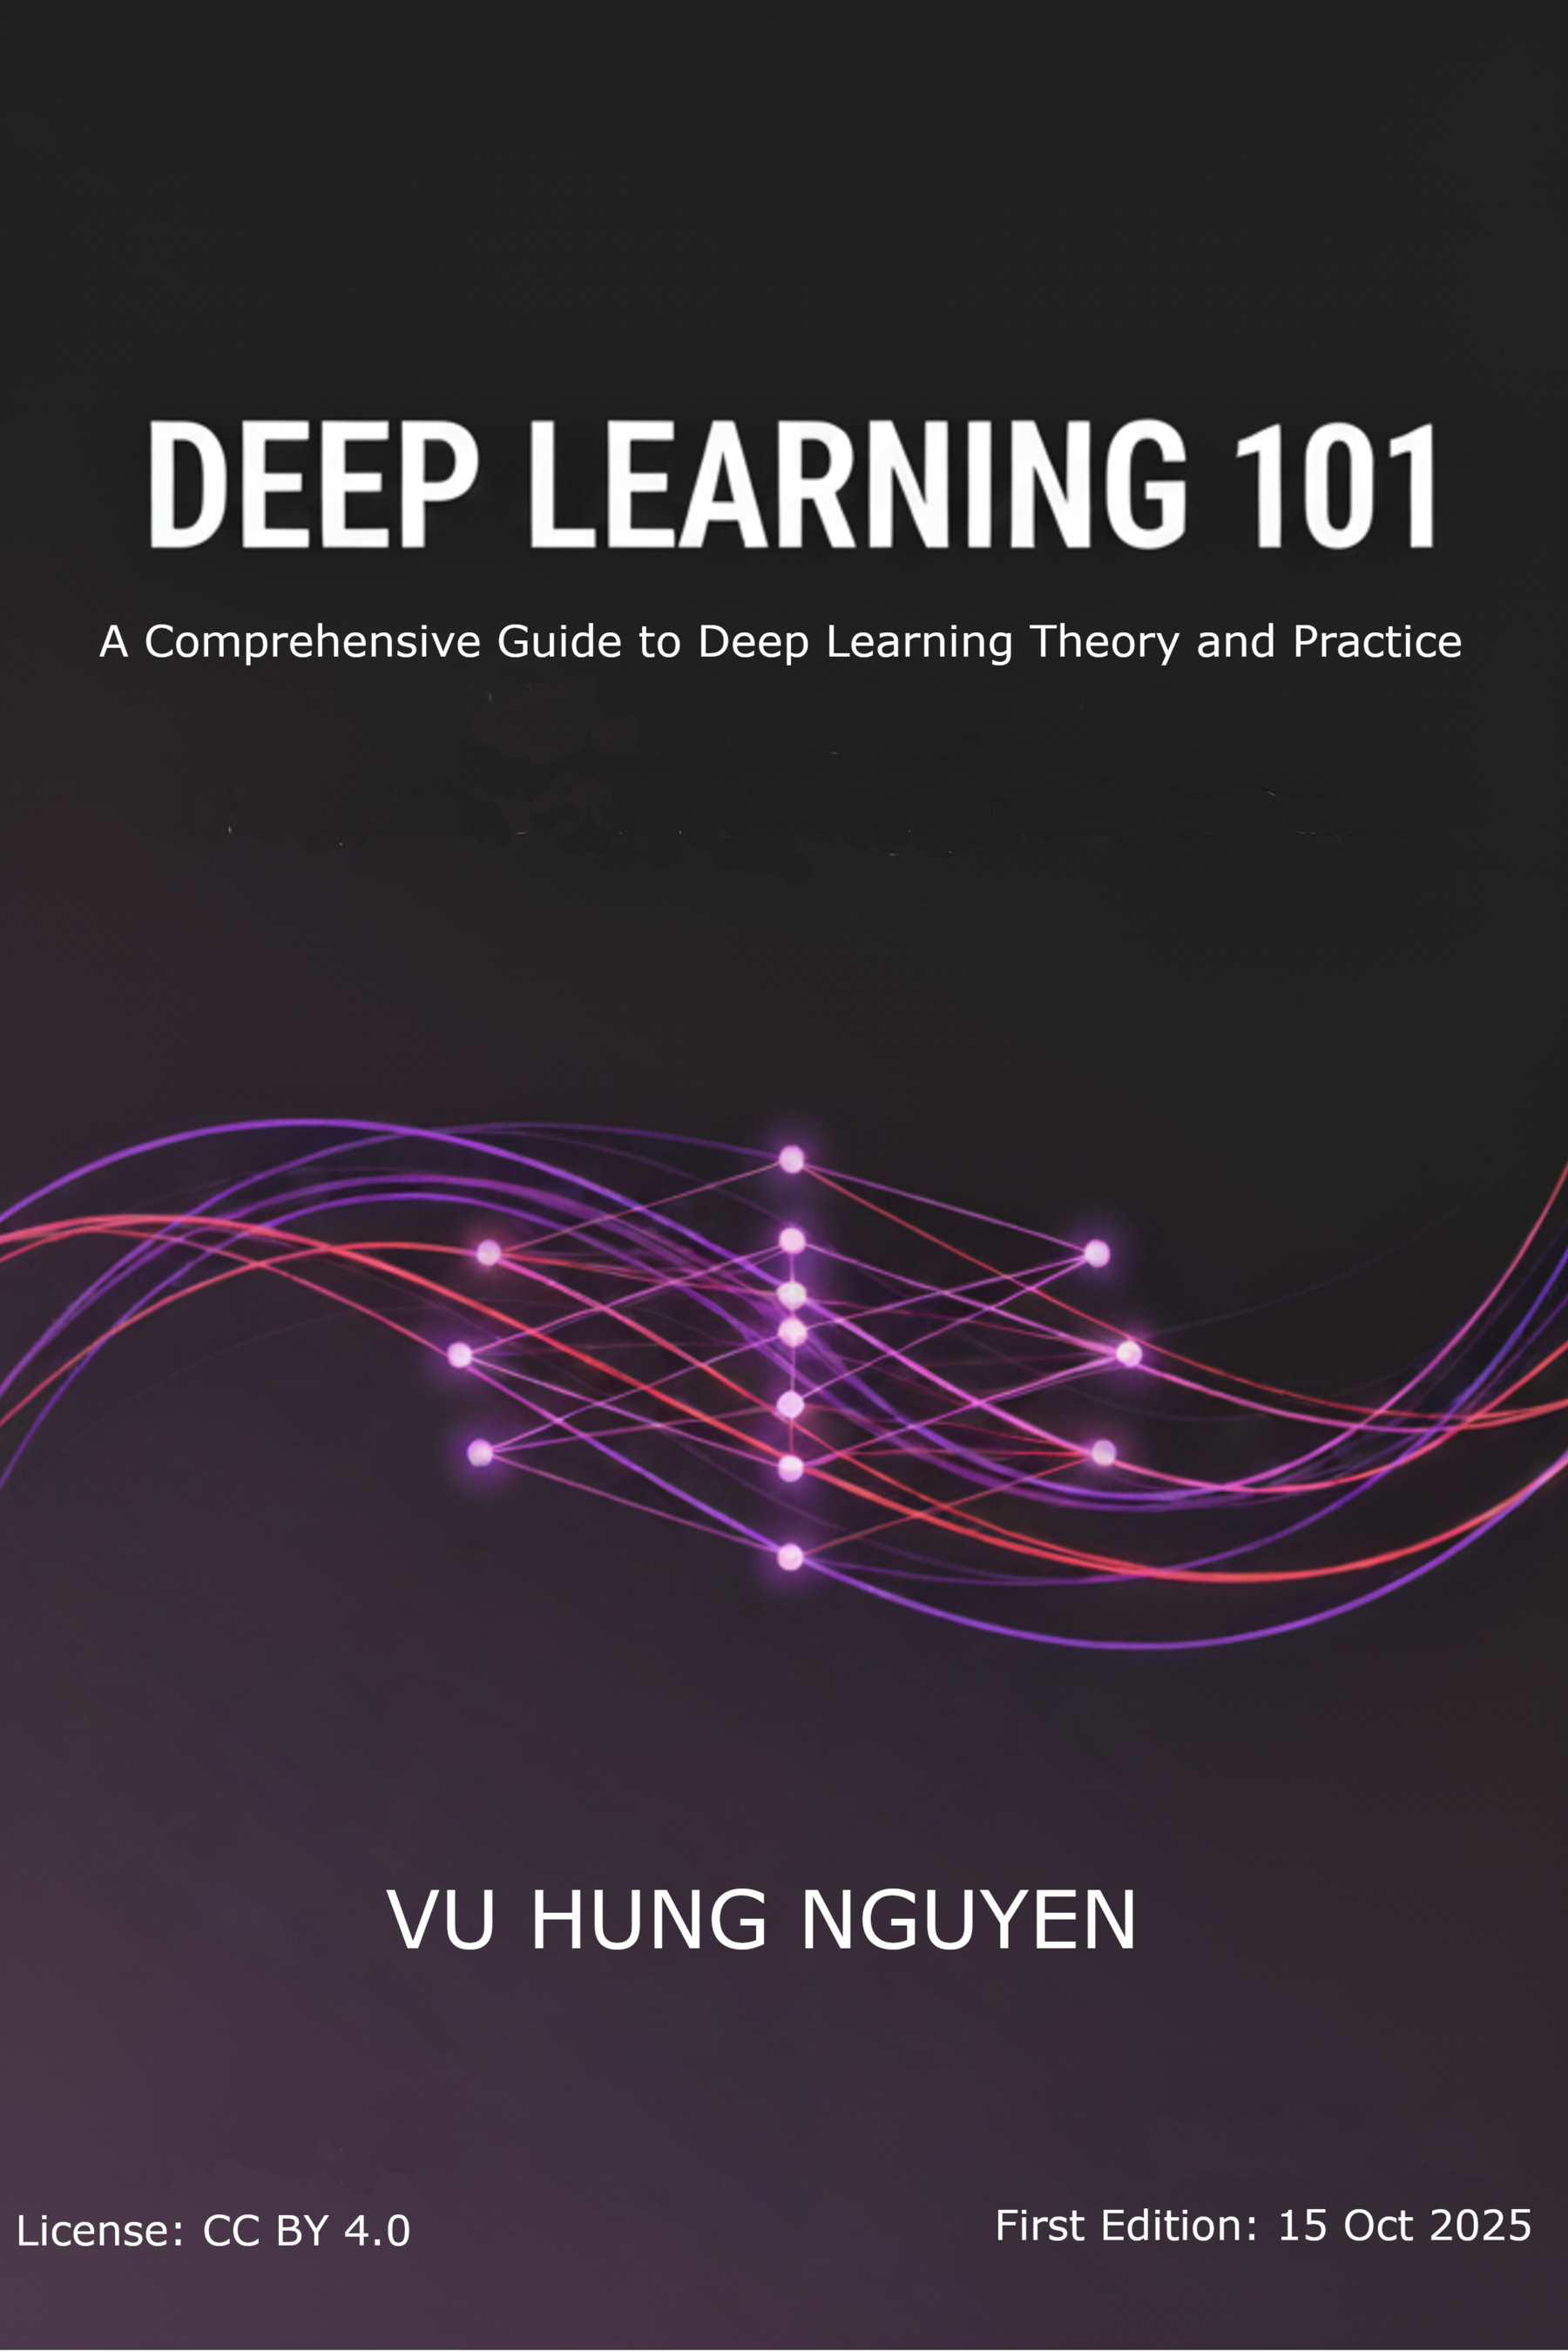 DEEP LEARNING 101
A Comprehensive Guide to Deep Learning Theory and Practice
VU HUNG NGUYEN
License: CC BY 4.0
First Edition: 15 Oct 2025